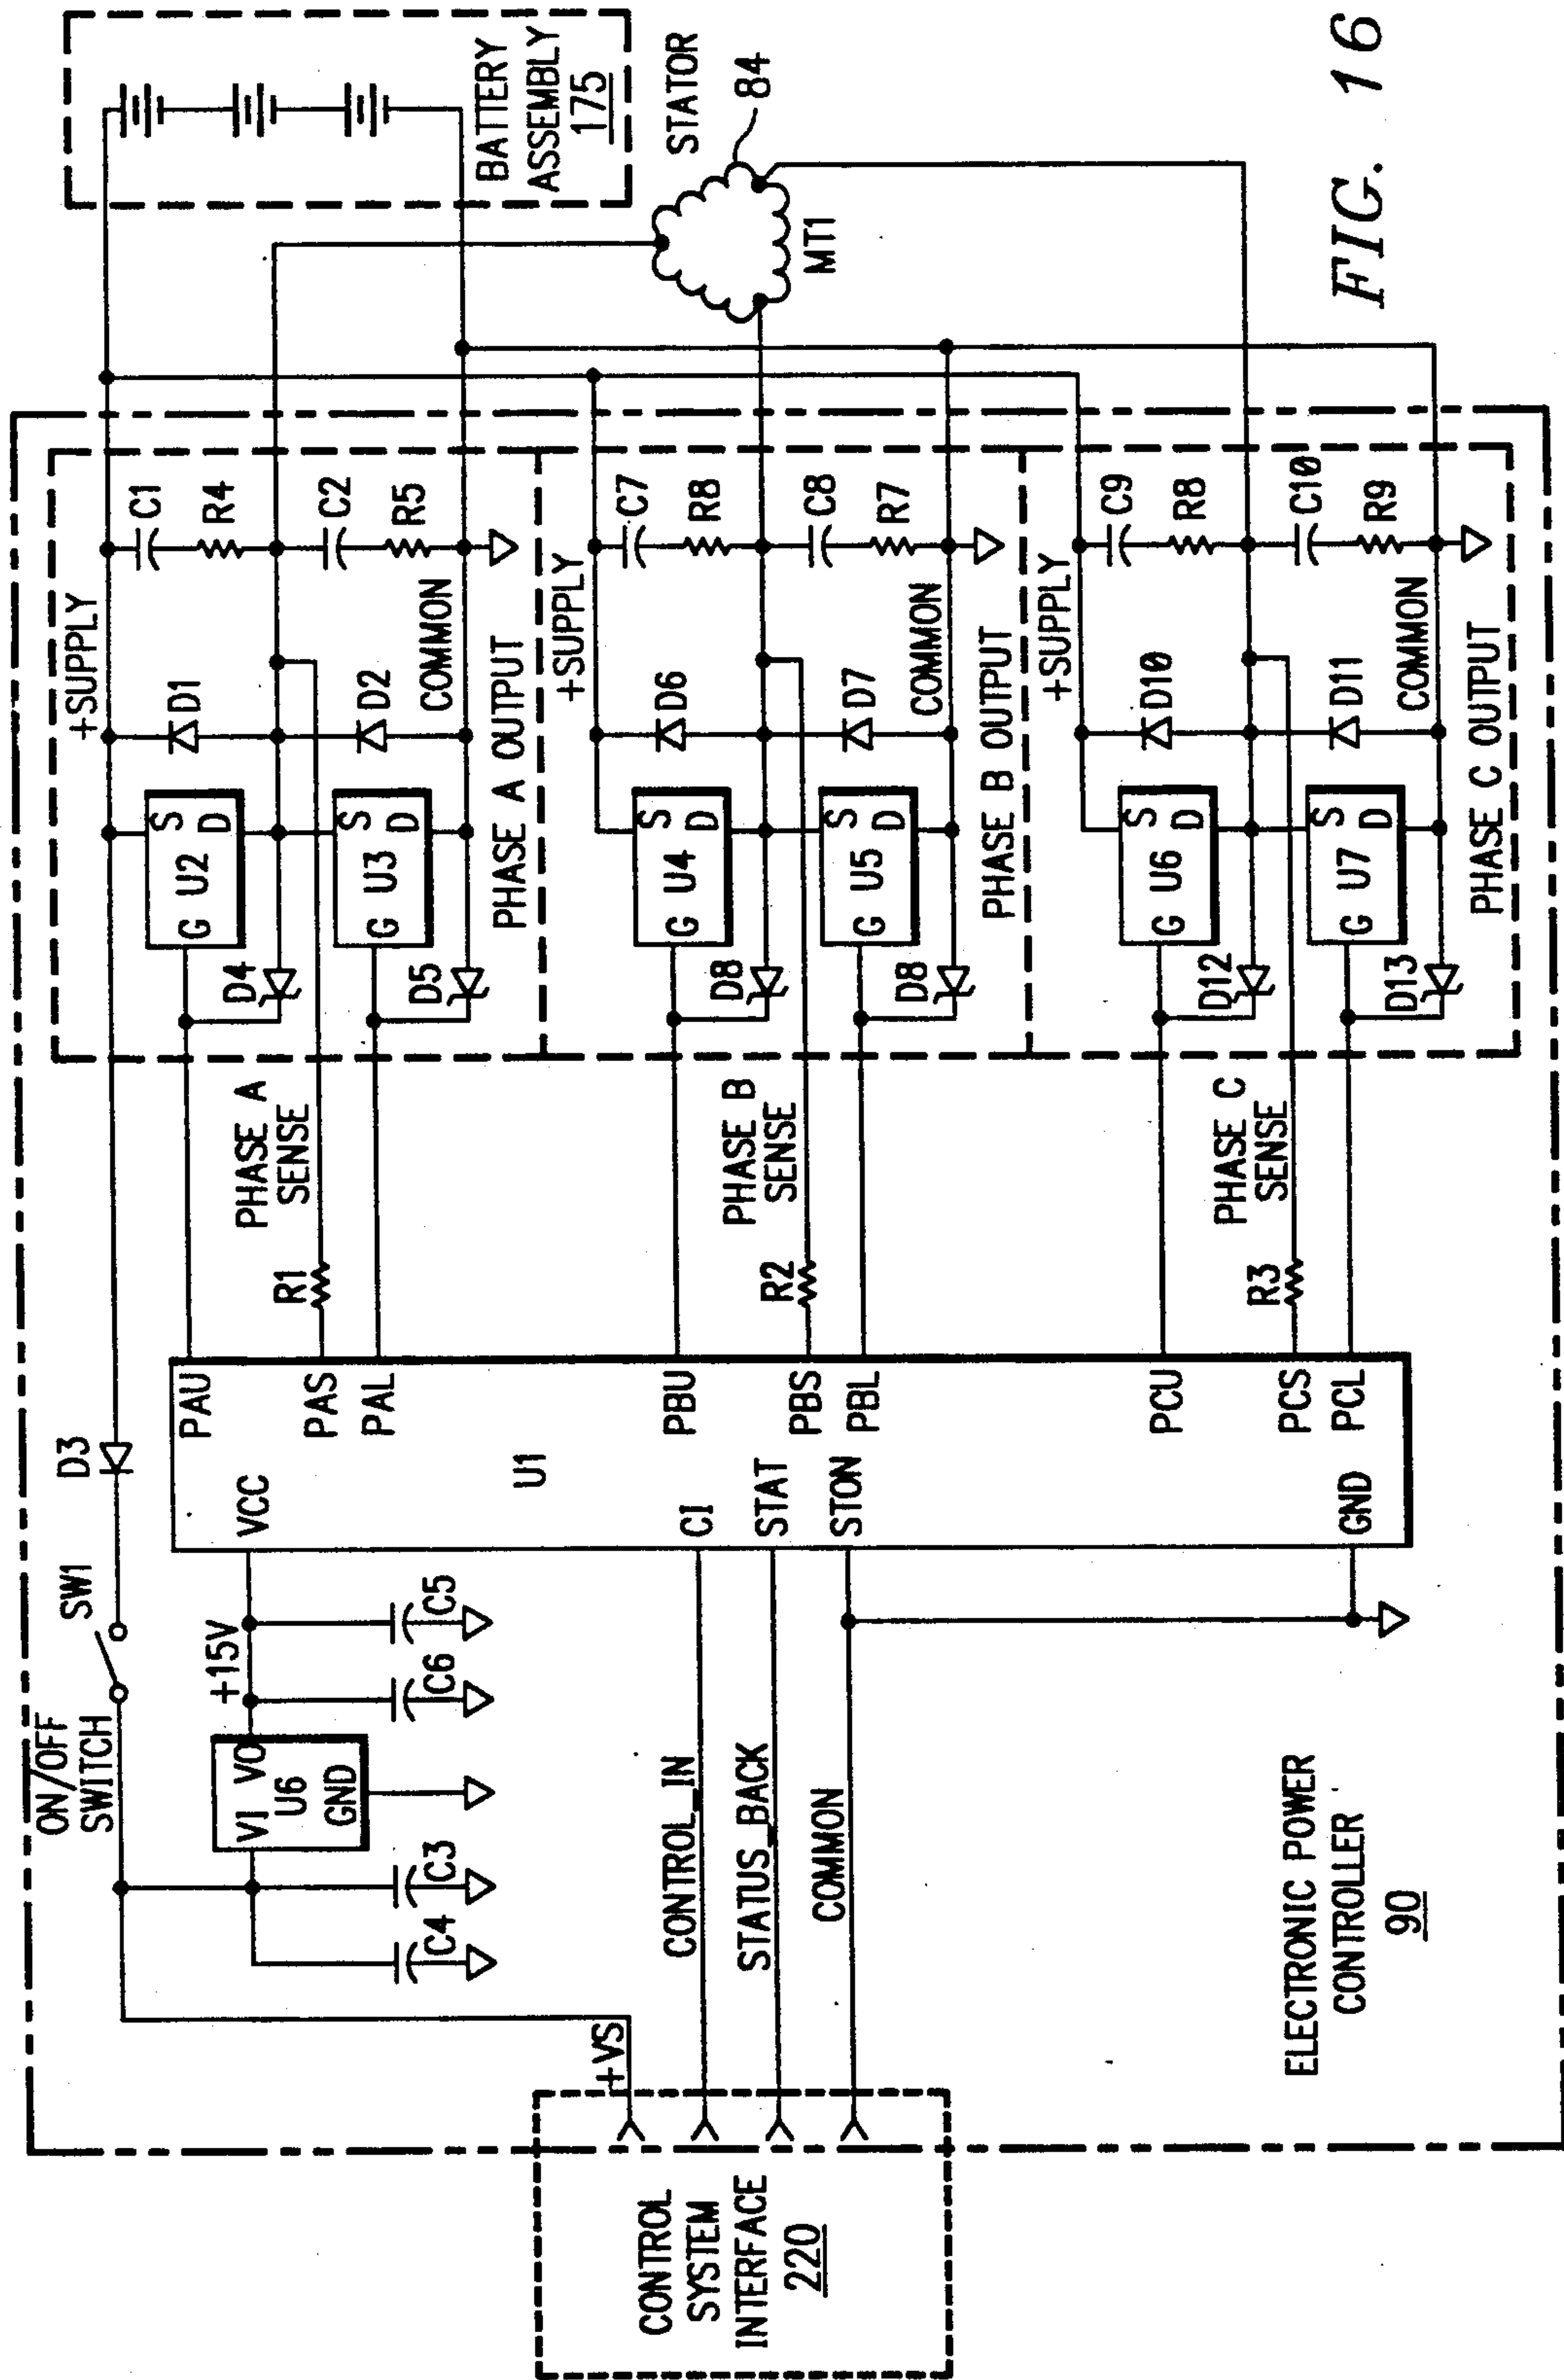 CONTROL
SYSTEM
INTERFACE
220
+VS
CONTROL_IN
STATUS_BACK
COMMON
ELECTRONIC POWER
CONTROLLER
90
ON/OFF
SWITCH
SW1
D3
C4
C3
VI VO
U6
GND
+15V
C6
C5
VCC
U1
CI
STAT
STON
GND
PAU
PAS
PAL
PBU
PBS
PBL
PCU
PCS
PCL
R1
PHASE A
SENSE
R2
PHASE B
SENSE
R3
PHASE C
SENSE
+SUPPLY
D4
G U2
S
D
D1
C1
R4
D5
G U3
S
D
D2
C2
R5
COMMON
PHASE A OUTPUT
+SUPPLY
D8
G U4
S
D
D6
C7
R8
D8
G U5
S
D
D7
C8
R7
COMMON
PHASE B OUTPUT
+SUPPLY
D12
G U6
S
D
D10
C9
R8
D13
G U7
S
D
D11
C10
R9
COMMON
PHASE C OUTPUT
BATTERY
ASSEMBLY
175
STATOR
84
MT1
FIG. 16